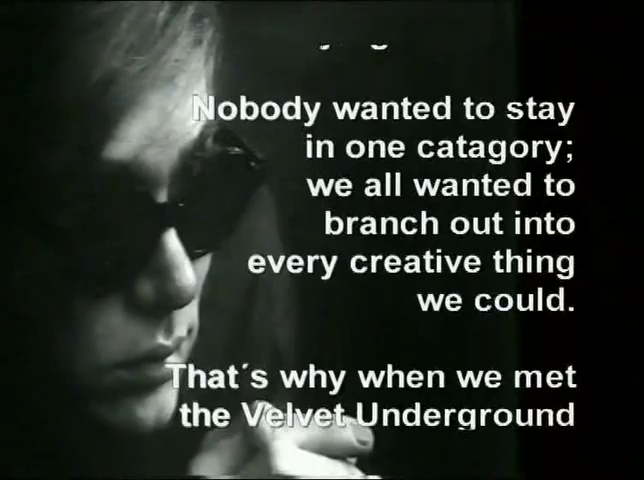 Nobody wanted to stay
in one catagory;
we all wanted to
branch out into
every creative thing
we could.
That´s why when we met
the Velvet Underground